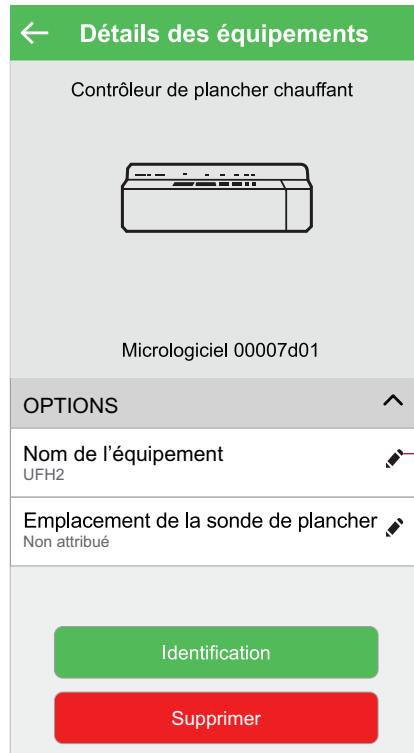 Détails des équipements
Contrôleur de plancher chauffant
Micrologiciel 00007d01
OPTIONS
Nom de l'équipement
UFH2
Emplacement de la sonde de plancher
Non attribué
Identification
Supprimer